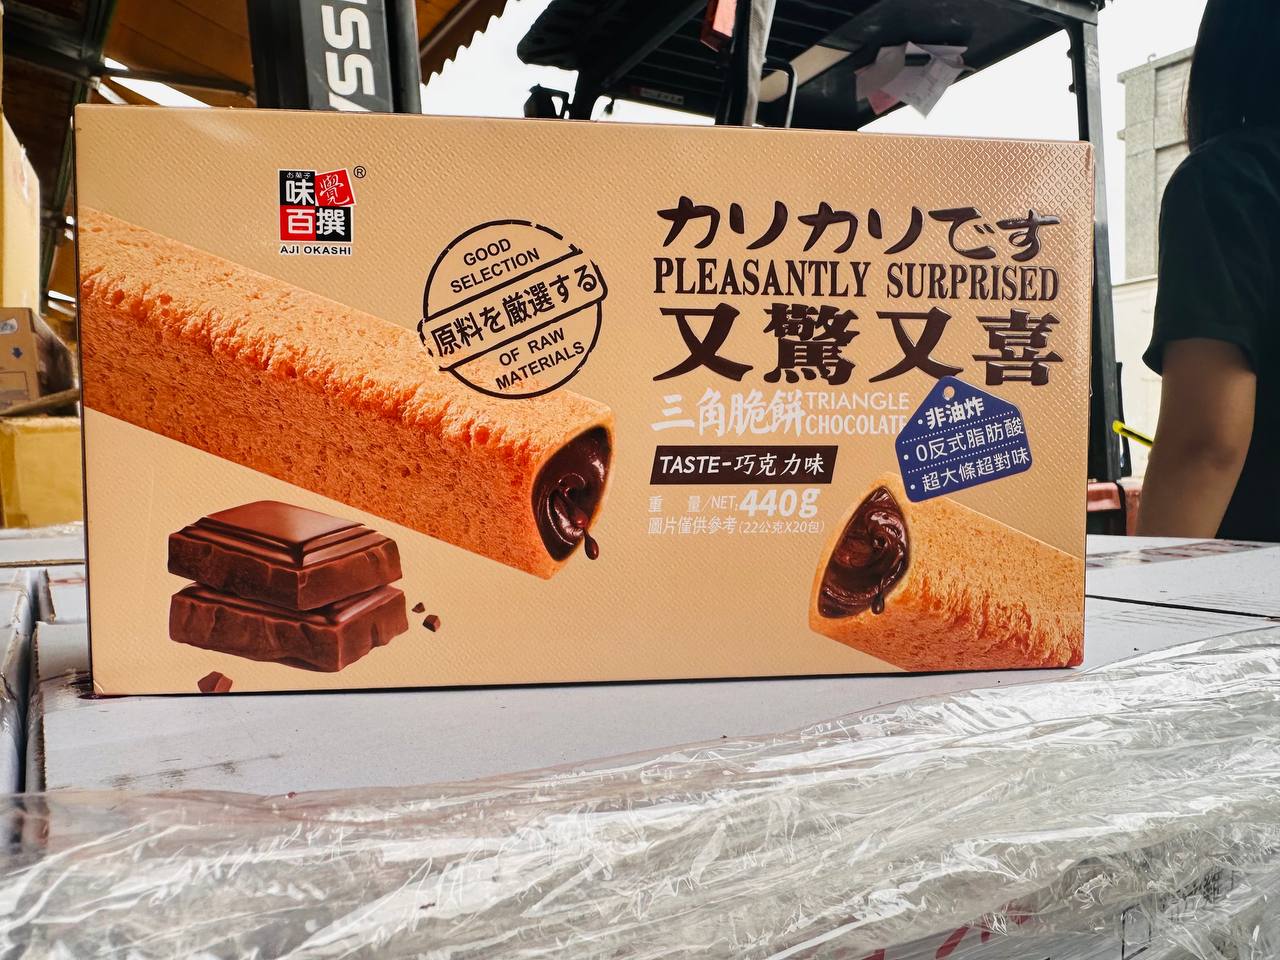 お菓子
味覺
百撰
®
AJI OKASHI
GOOD
SELECTION
原料を厳選する
OF RAW
MATERIALS
カリカリです
PLEASANTLY SURPRISED
又驚又喜
三角脆餅
TRIANGLE
CHOCOLATE
TASTE-巧克力味
重 量/NET:440g
圖片僅供參考(22公克X20包)
·非油炸
·0反式脂肪酸
·超大條超對味